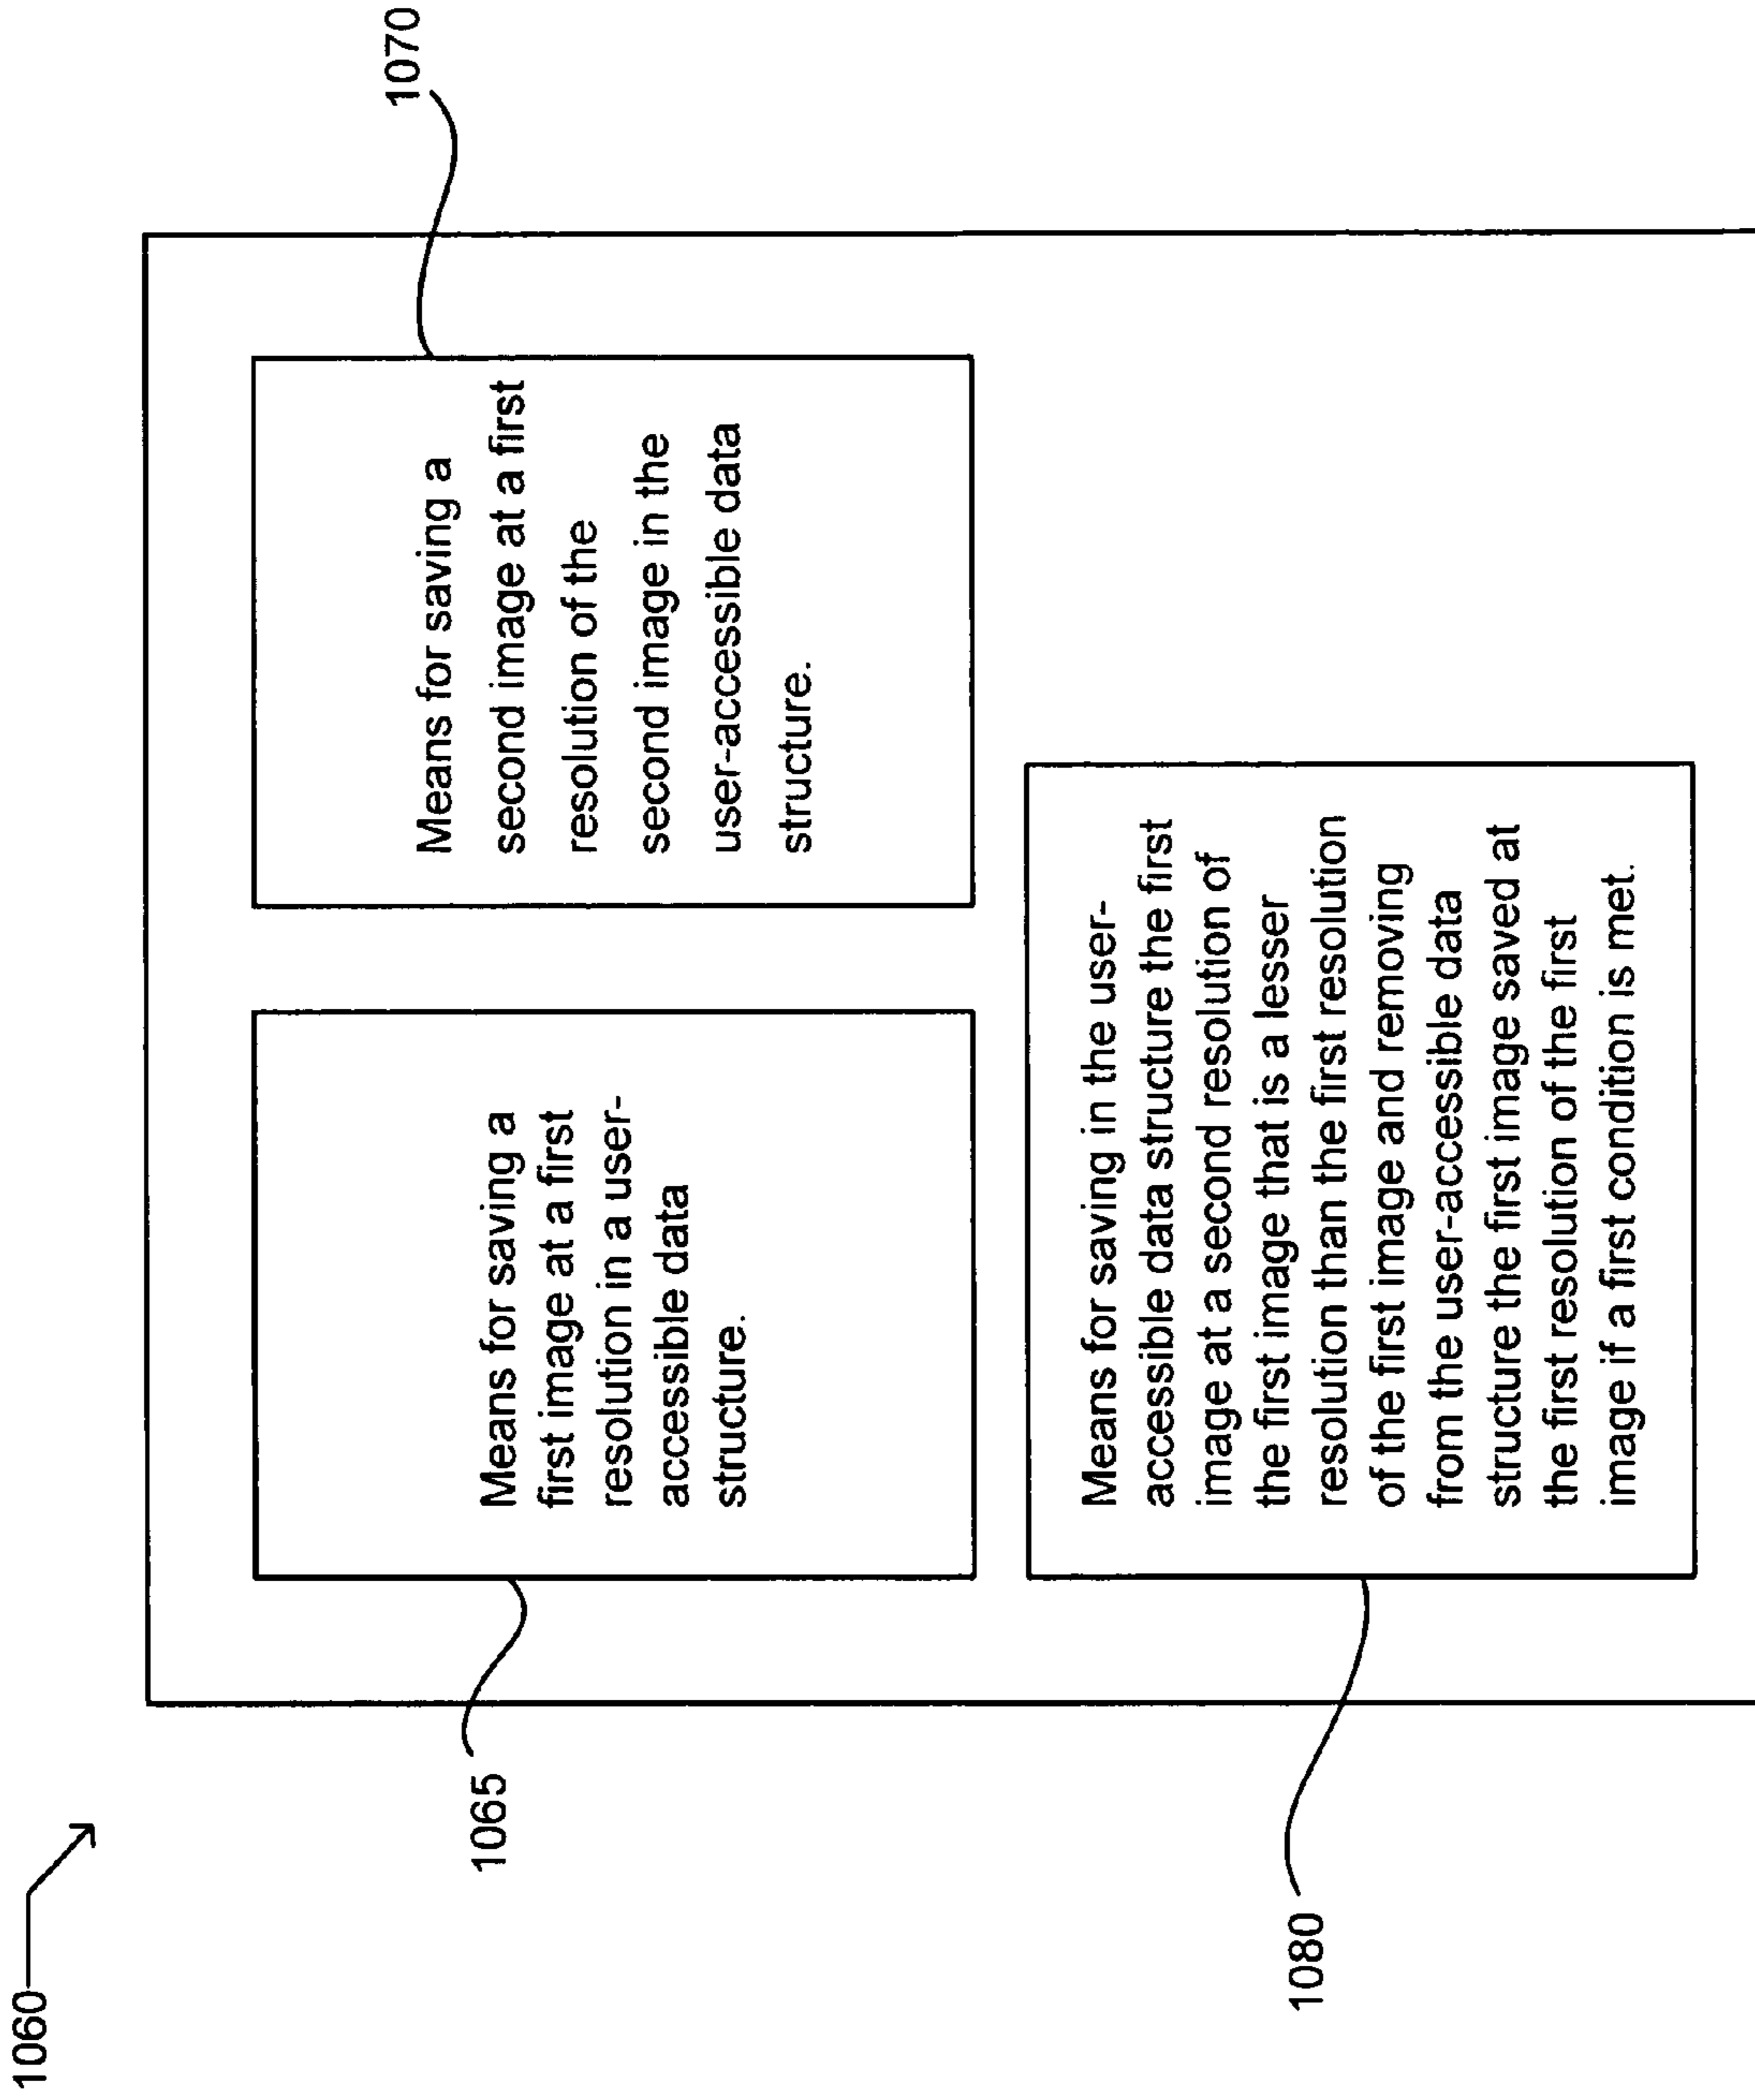 1060
1065
Means for saving a
first image at a first
resolution in a user-
accessible data
structure.
1070
Means for saving a
second image at a first
resolution of the
second image in the
user-accessible data
structure.
1080
Means for saving in the user-
accessible data structure the first
image at a second resolution of
the first image that is a lesser
resolution than the first resolution
of the first image and removing
from the user-accessible data
structure the first image saved at
the first resolution of the first
image if a first condition is met.